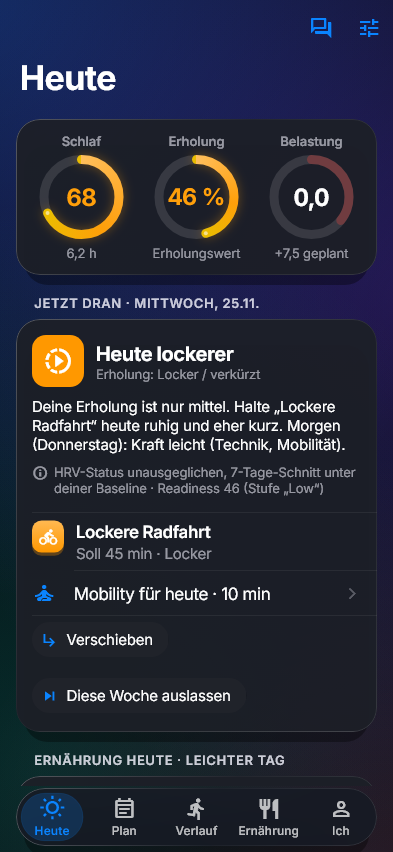 Heute
Schlaf
Erholung
Belastung
68
46 %
0,0
6,2 h
Erholungswert
+7,5 geplant
JETZT DRAN · MITTWOCH, 25.11.
Heute lockerer
Erholung: Locker / verkürzt
Deine Erholung ist nur mittel. Halte „Lockere
Radfahrt“ heute ruhig und eher kurz. Morgen
(Donnerstag): Kraft leicht (Technik, Mobilität).
HRV-Status unausgeglichen, 7-Tage-Schnitt unter
deiner Baseline · Readiness 46 (Stufe „Low“)
Lockere Radfahrt
Soll 45 min · Locker
Mobility für heute · 10 min
Verschieben
Diese Woche auslassen
ERNÄHRUNG HEUTE · LEICHTER TAG
Heute
Plan
Verlauf
Ernährung
Ich